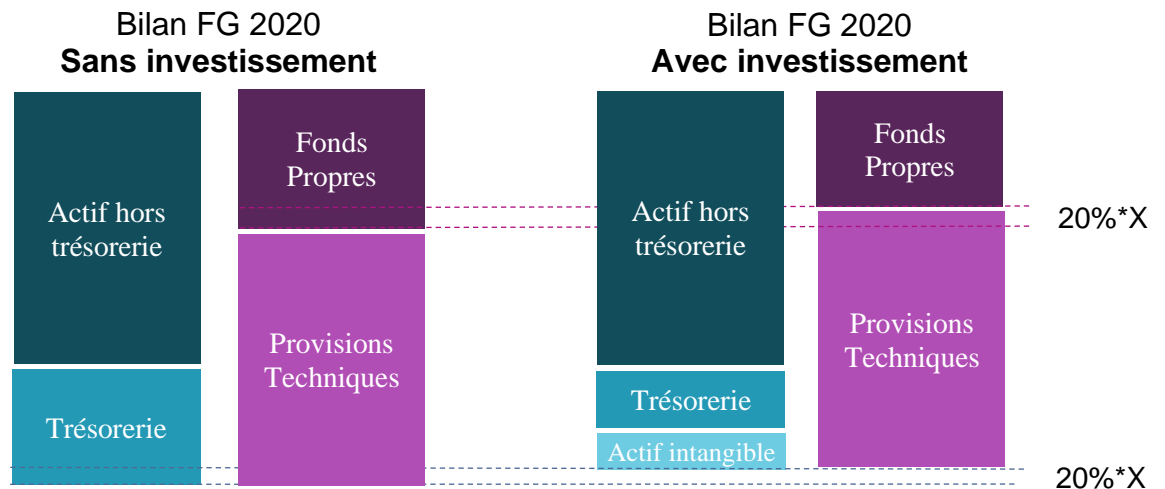 Bilan FG 2020
Sans investissement
Actif hors
trésorerie
Trésorerie
Fonds
Propres
Provisions
Techniques
Bilan FG 2020
Avec investissement
Actif hors
trésorerie
Trésorerie
Actif intangible
Fonds
Propres
Provisions
Techniques
20%*X
20%*X